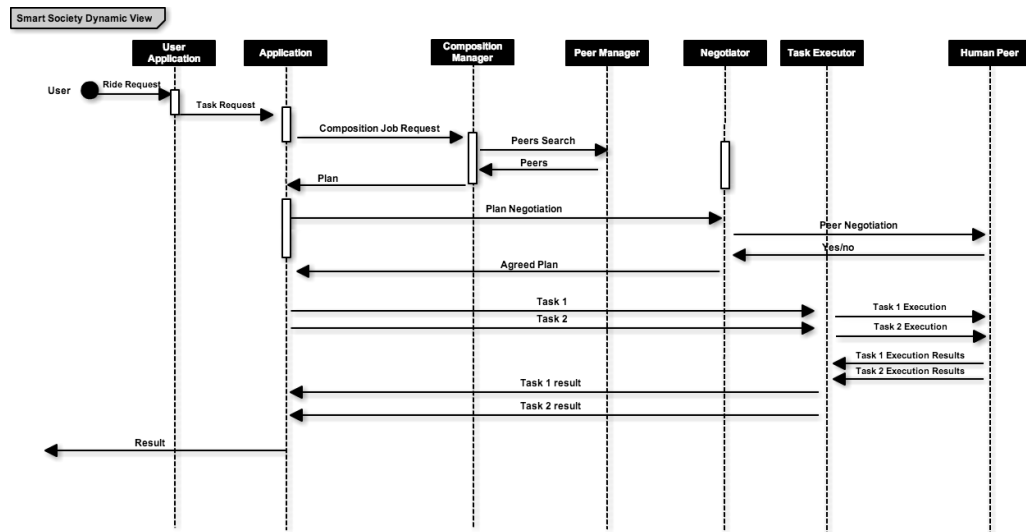 Smart Society Dynamic View
User
Application
Application
Composition
Manager
Peer Manager
Negotiator
Task Executor
Human Peer
User
Ride Request
Task Request
Composition Job Request
Peers Search
Peers
Plan
Plan Negotiation
Peer Negotiation
Yes/no
Agreed Plan
Task 1
Task 1 Execution
Task 2
Task 2 Execution
Task 1 Execution Results
Task 2 Execution Results
Task 1 result
Task 2 result
Result